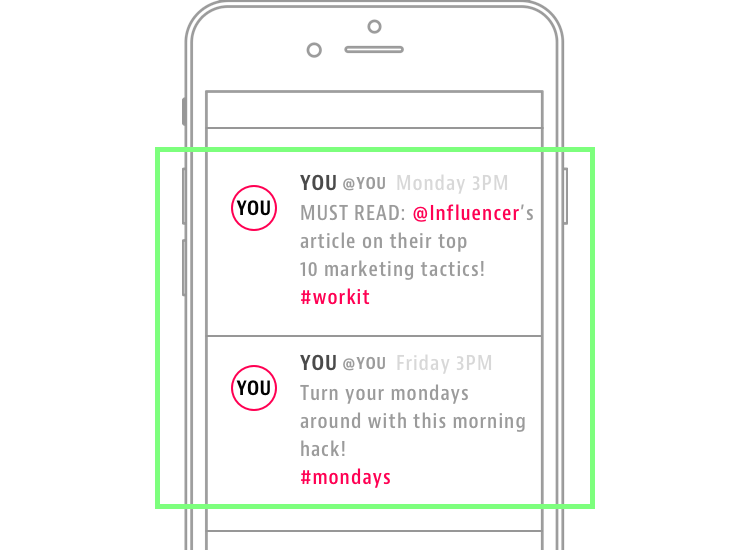 YOU @YOU Monday 3PM
YOU
MUST READ: @Influencer's
article on their top
10 marketing tactics!
#workit
YOU @YOU Friday 3PM
YOU
Turn your mondays
around with this morning
hack!
#mondays